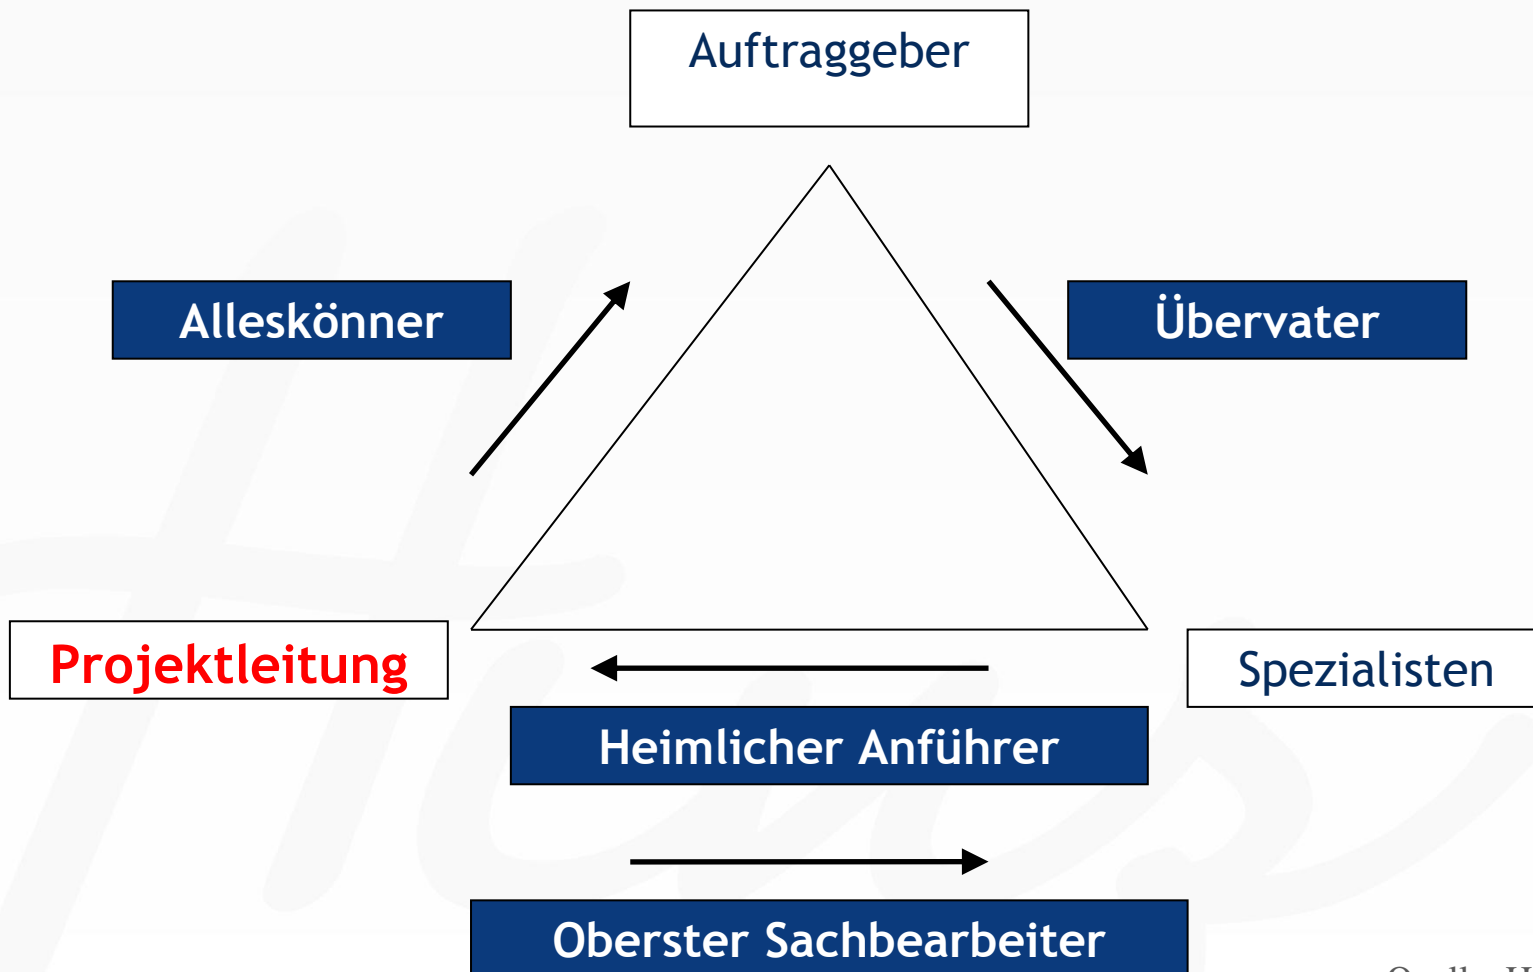 Auftraggeber
Alleskönner
Übervater
Projektleitung
Spezialisten
Heimlicher Anführer
Oberster Sachbearbeiter